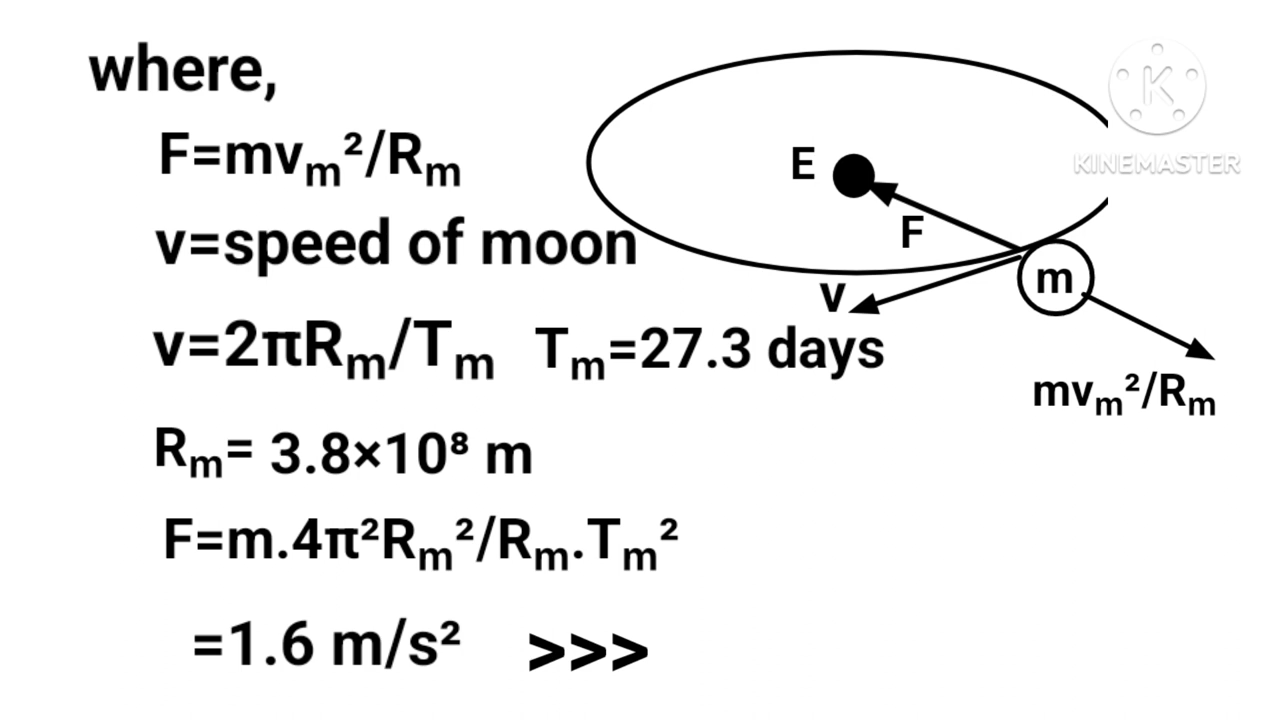 where,
F=mvₘ²/Rₘ
v=speed of moon
v=2πRₘ/Tₘ Tₘ=27.3 days
Rₘ= 3.8×10⁸ m
F=m.4π²Rₘ²/Rₘ.Tₘ²
=1.6 m/s² >>>
E
F
v
m
mvₘ²/Rₘ
K
KINEMASTER